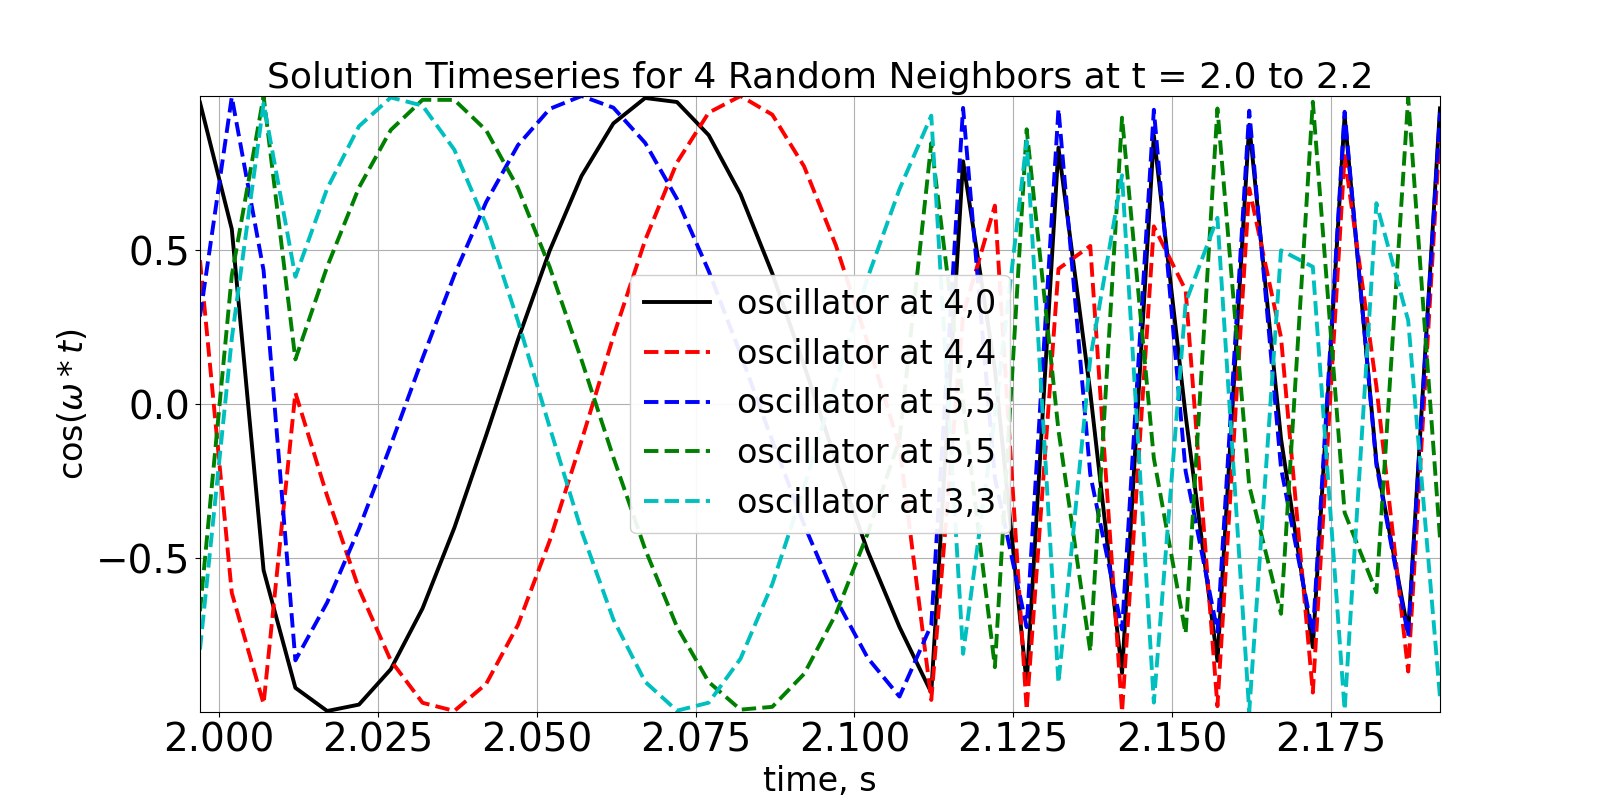 Solution Timeseries for 4 Random Neighbors at t = 2.0 to 2.2
cos(ω * t)
0.5
0.0
−0.5
oscillator at 4,0
oscillator at 4,4
oscillator at 5,5
oscillator at 5,5
oscillator at 3,3
2.000 2.025 2.050 2.075 2.100 2.125 2.150 2.175
time, s